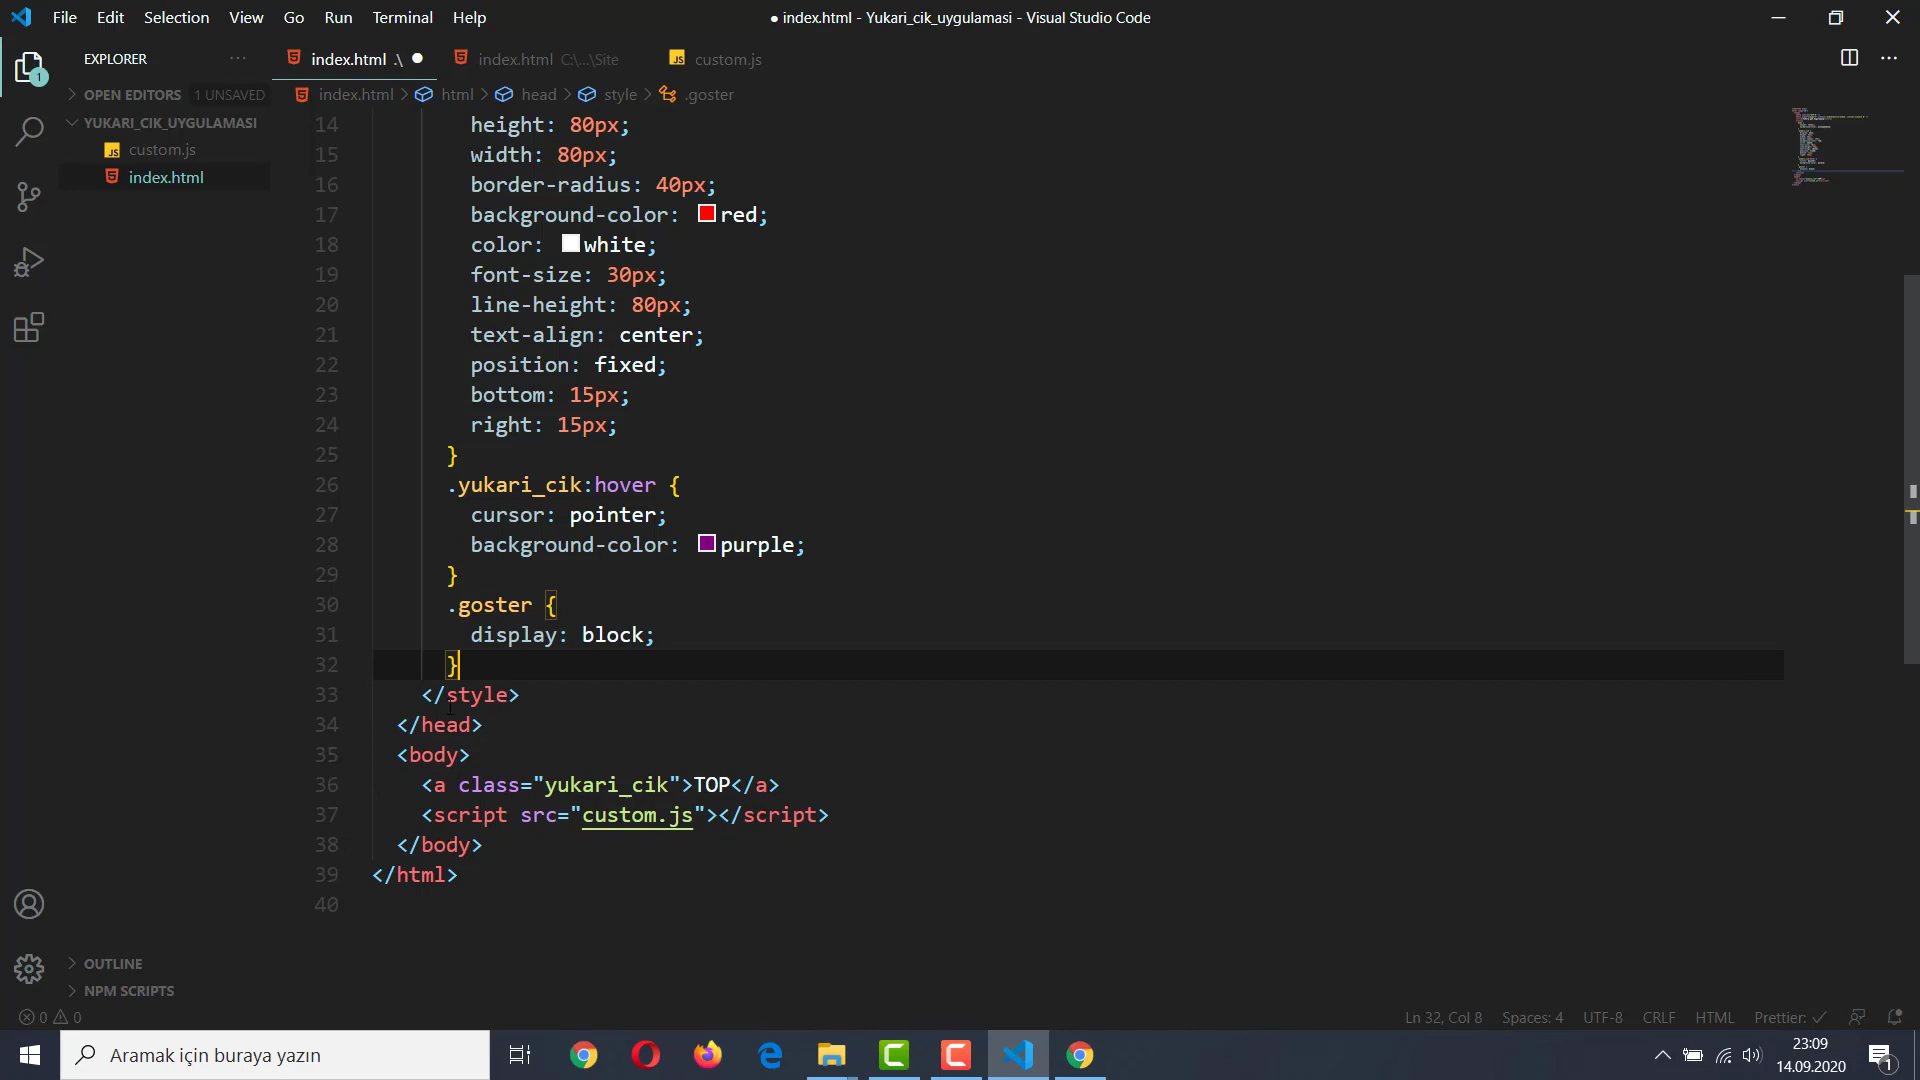 File Edit Selection View Go Run Terminal Help
● index.html - Yukari_cik_uygulamasi - Visual Studio Code
EXPLORER
index.html .\
index.html C:\...\Site
custom.js
OPEN EDITORS 1 UNSAVED
index.html > html > head > style > .goster
YUKARI_CIK_UYGULAMASI
custom.js
index.html
1
14 height: 80px;
15 width: 80px;
16 border-radius: 40px;
17 background-color: red;
18 color: white;
19 font-size: 30px;
20 line-height: 80px;
21 text-align: center;
22 position: fixed;
23 bottom: 15px;
24 right: 15px;
25 }
26 .yukari_cik:hover {
27 cursor: pointer;
28 background-color: purple;
29 }
30 .goster {
31 display: block;
32 }
33 </style>
34 </head>
35 <body>
36 <a class="yukari_cik">TOP</a>
37 <script src="custom.js"></script>
38 </body>
39 </html>
40
OUTLINE
NPM SCRIPTS
0 0
Ln 32, Col 8 Spaces: 4 UTF-8 CRLF HTML Prettier: ✓
Aramak için buraya yazın
23:09
14.09.2020
1